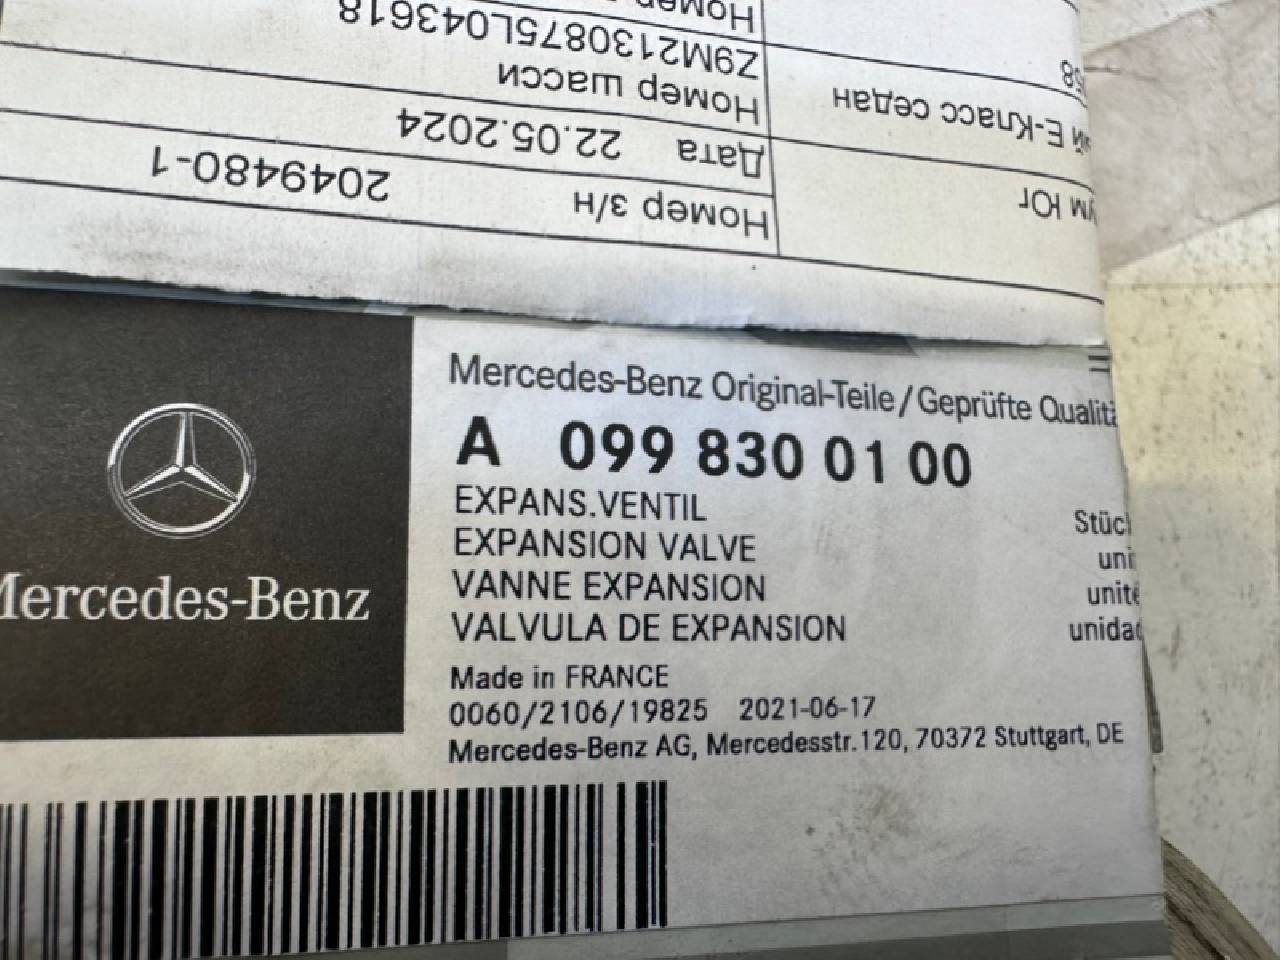 Номер з/н 2049480-1
Дата 22.05.2024
Номер шасси
Z9M2130875L043618
Номер
Е-Класс седан
Юг
Mercedes-Benz
Mercedes-Benz Original-Teile/Geprüfte
A 099 830 01 00
EXPANS.VENTIL
EXPANSION VALVE
VANNE EXPANSION
VALVULA DE EXPANSION
Made in FRANCE
0060/2106/19825 2021-06-17
Mercedes-Benz AG, Mercedesstr.120, 70372 Stuttgart, DE